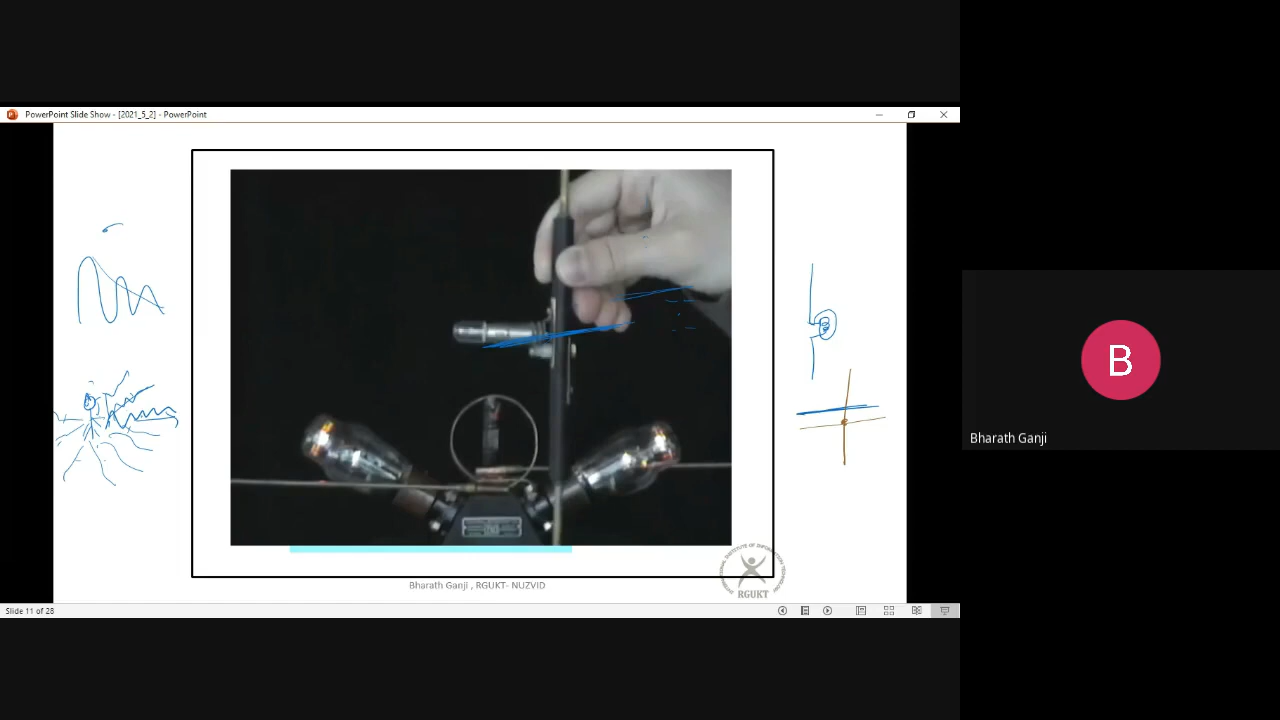 PowerPoint Slide Show - [2021_5_2] - PowerPoint
B
Bharath Ganji
Bharath Ganji , RGUKT- NUZVID
RGUKT
Slide 11 of 28